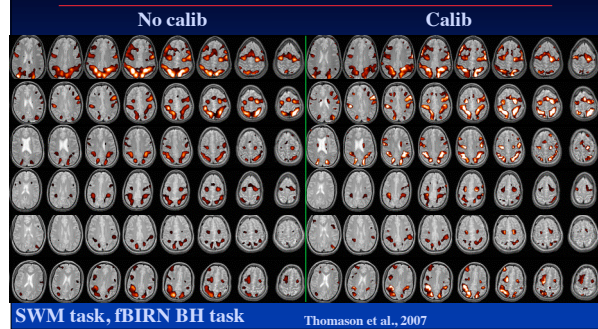 No calib
Calib
SWM task, fBIRN BH task
Thomason et al., 2007